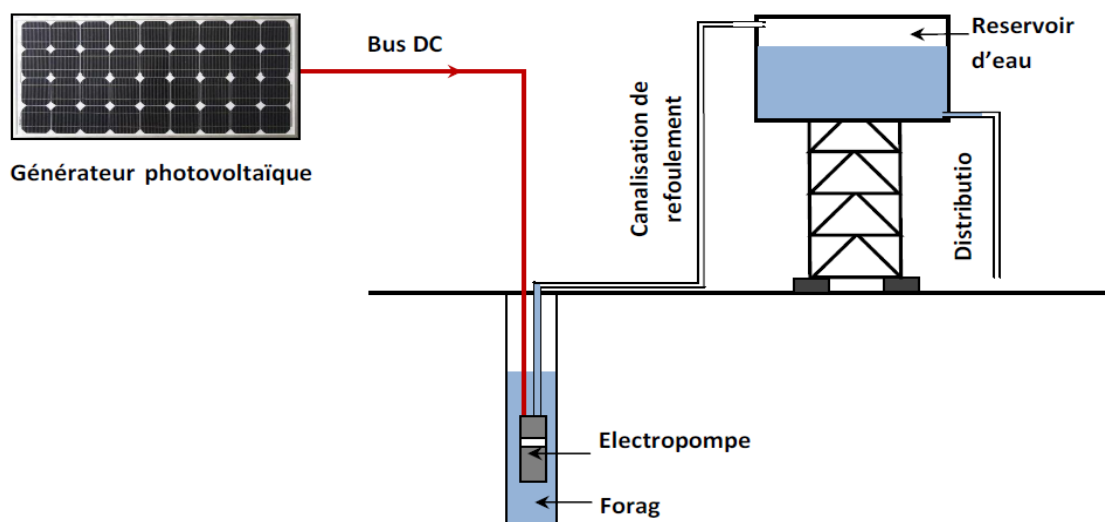 Bus DC
Générateur photovoltaïque
Canalisation de
refoulement
Reservoir
d'eau
Distributio
Electropompe
Forag